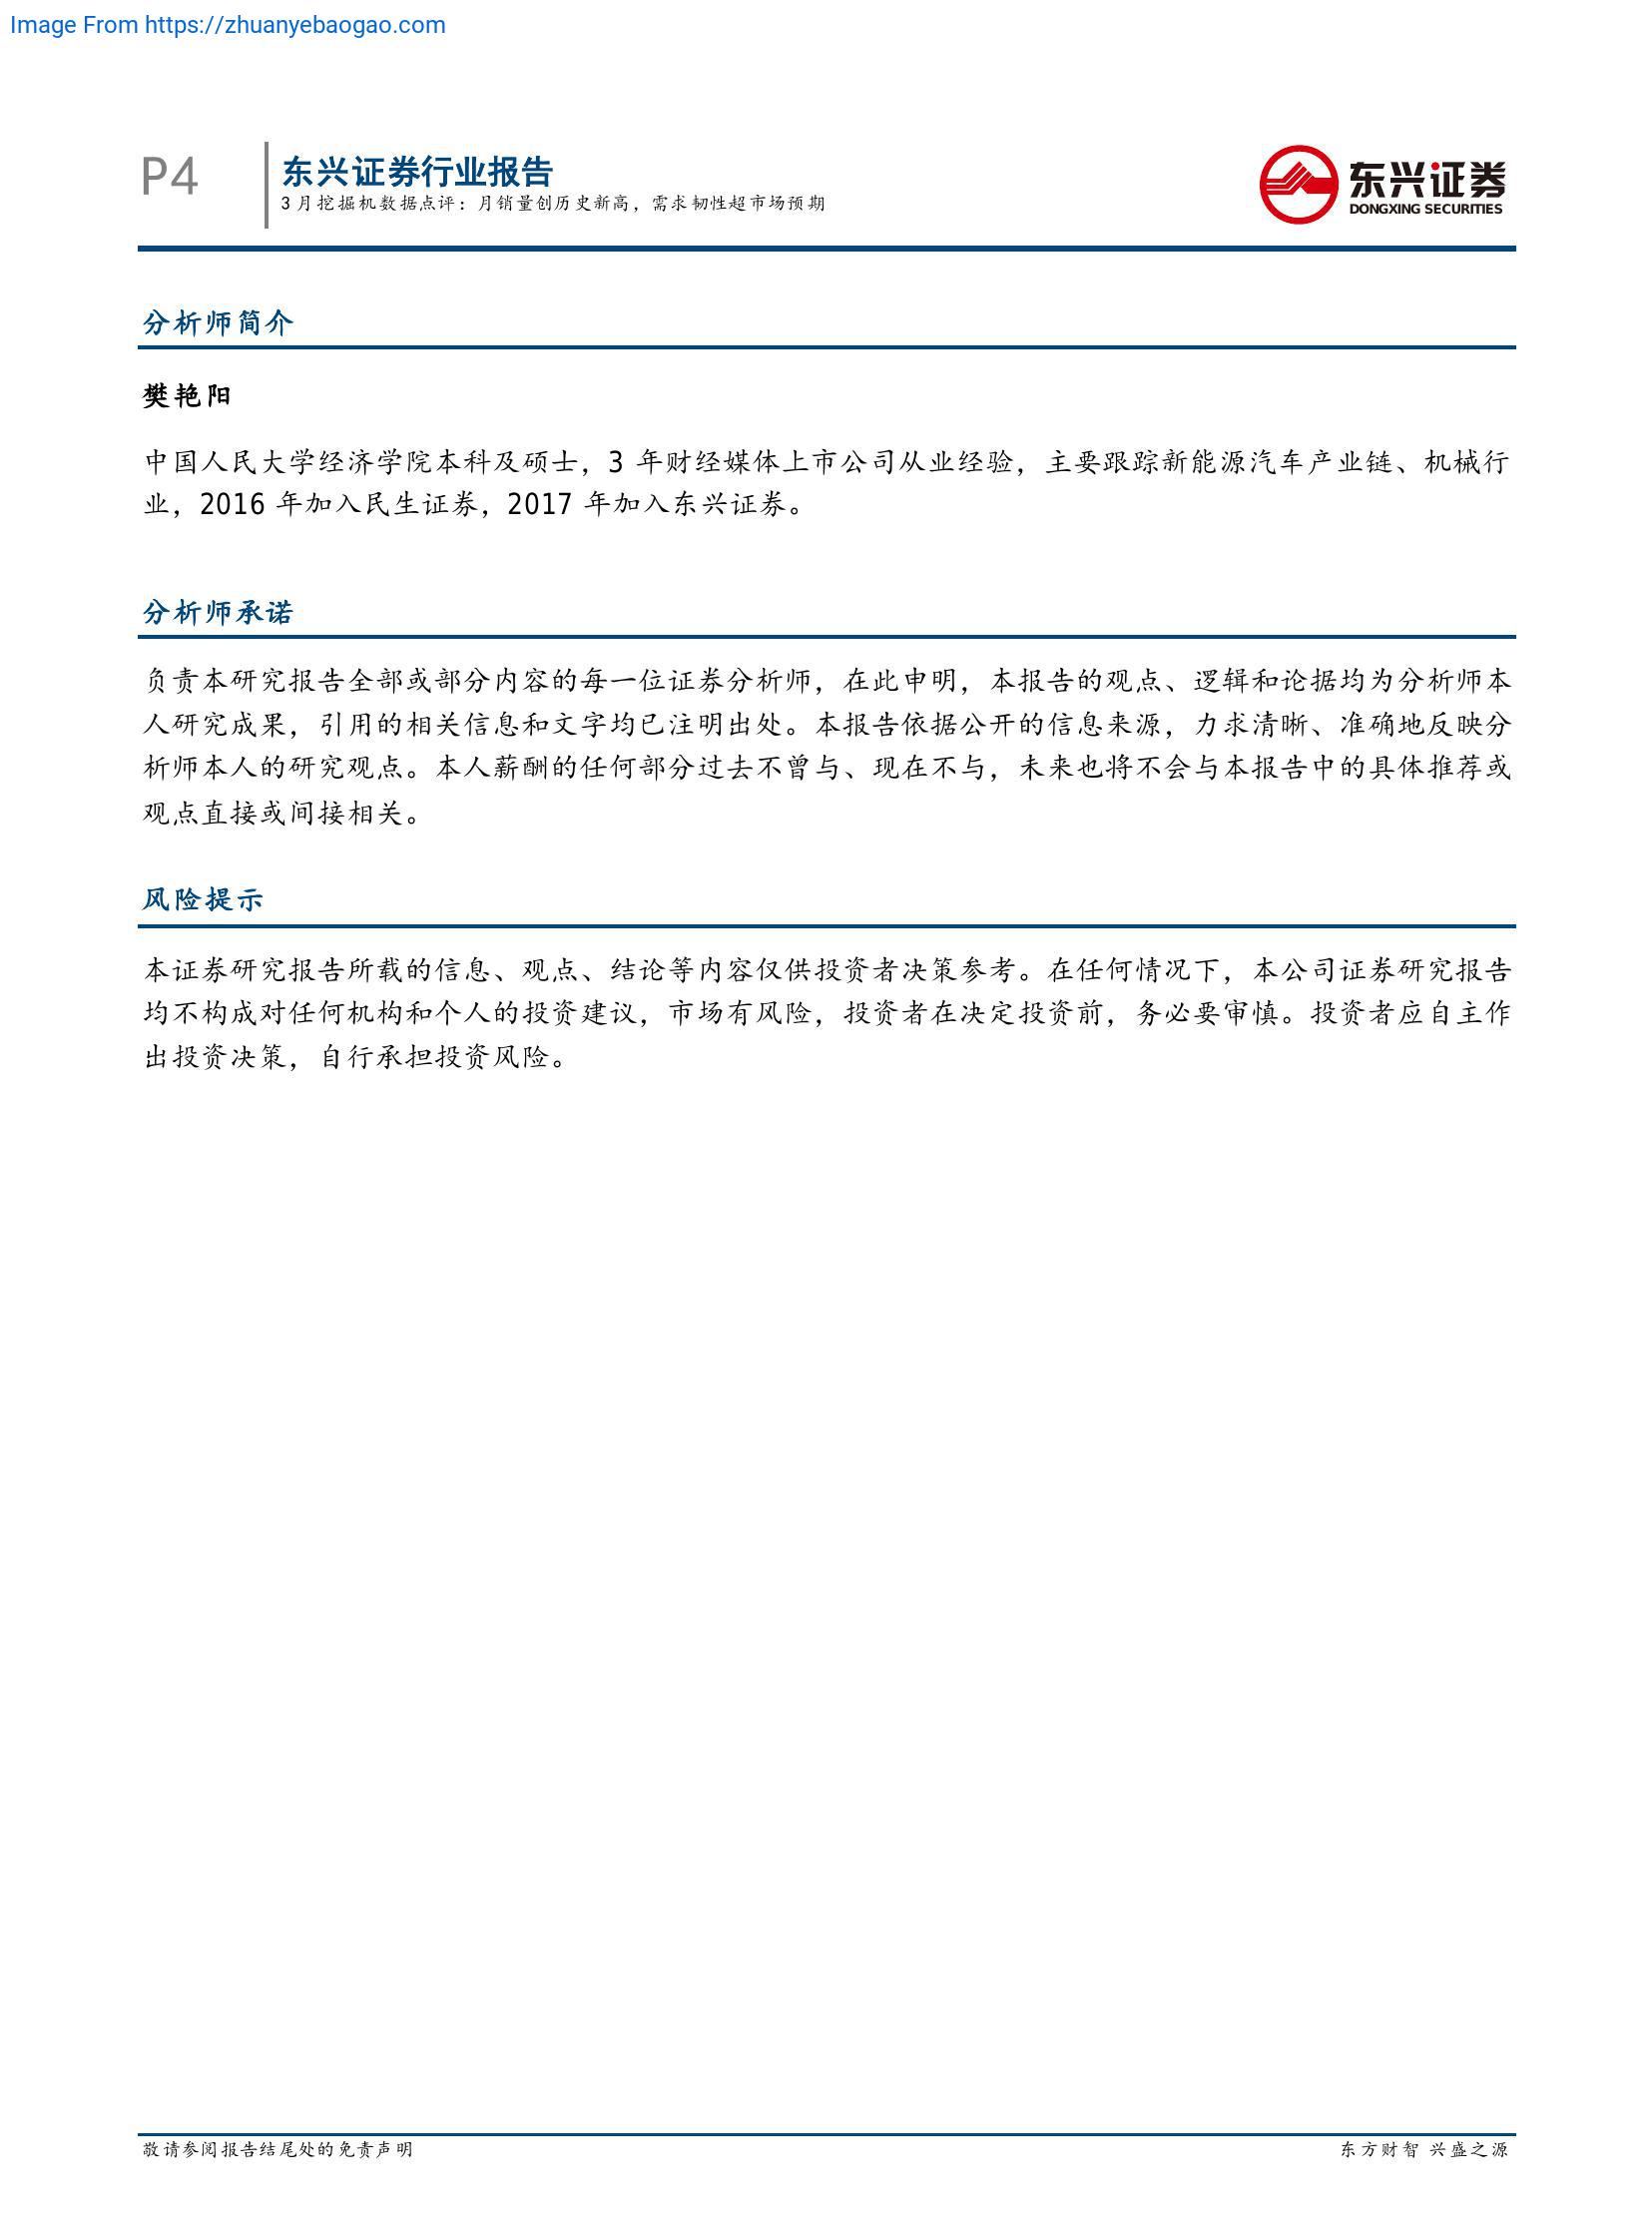 Image From https://zhuanyebaogao.com
P4
东兴证券行业报告
3 月挖掘机数据点评：月销量创历史新高，需求韧性超市场预期
东兴证券
DONGXING SECURITIES
分析师简介
樊艳阳
中国人民大学经济学院本科及硕士，3 年财经媒体上市公司从业经验，主要跟踪新能源汽车产业链、机械行
业，2016 年加入民生证券，2017 年加入东兴证券。
分析师承诺
负责本研究报告全部或部分内容的每一位证券分析师，在此申明，本报告的观点、逻辑和论据均为分析师本
人研究成果，引用的相关信息和文字均已注明出处。本报告依据公开的信息来源，力求清晰、准确地反映分
析师本人的研究观点。本人薪酬的任何部分过去不曾与、现在不与，未来也将不会与本报告中的具体推荐或
观点直接或间接相关。
风险提示
本证券研究报告所载的信息、观点、结论等内容仅供投资者决策参考。在任何情况下，本公司证券研究报告
均不构成对任何机构和个人的投资建议，市场有风险，投资者在决定投资前，务必要审慎。投资者应自主作
出投资决策，自行承担投资风险。
敬请参阅报告结尾处的免责声明
东方财智 兴盛之源